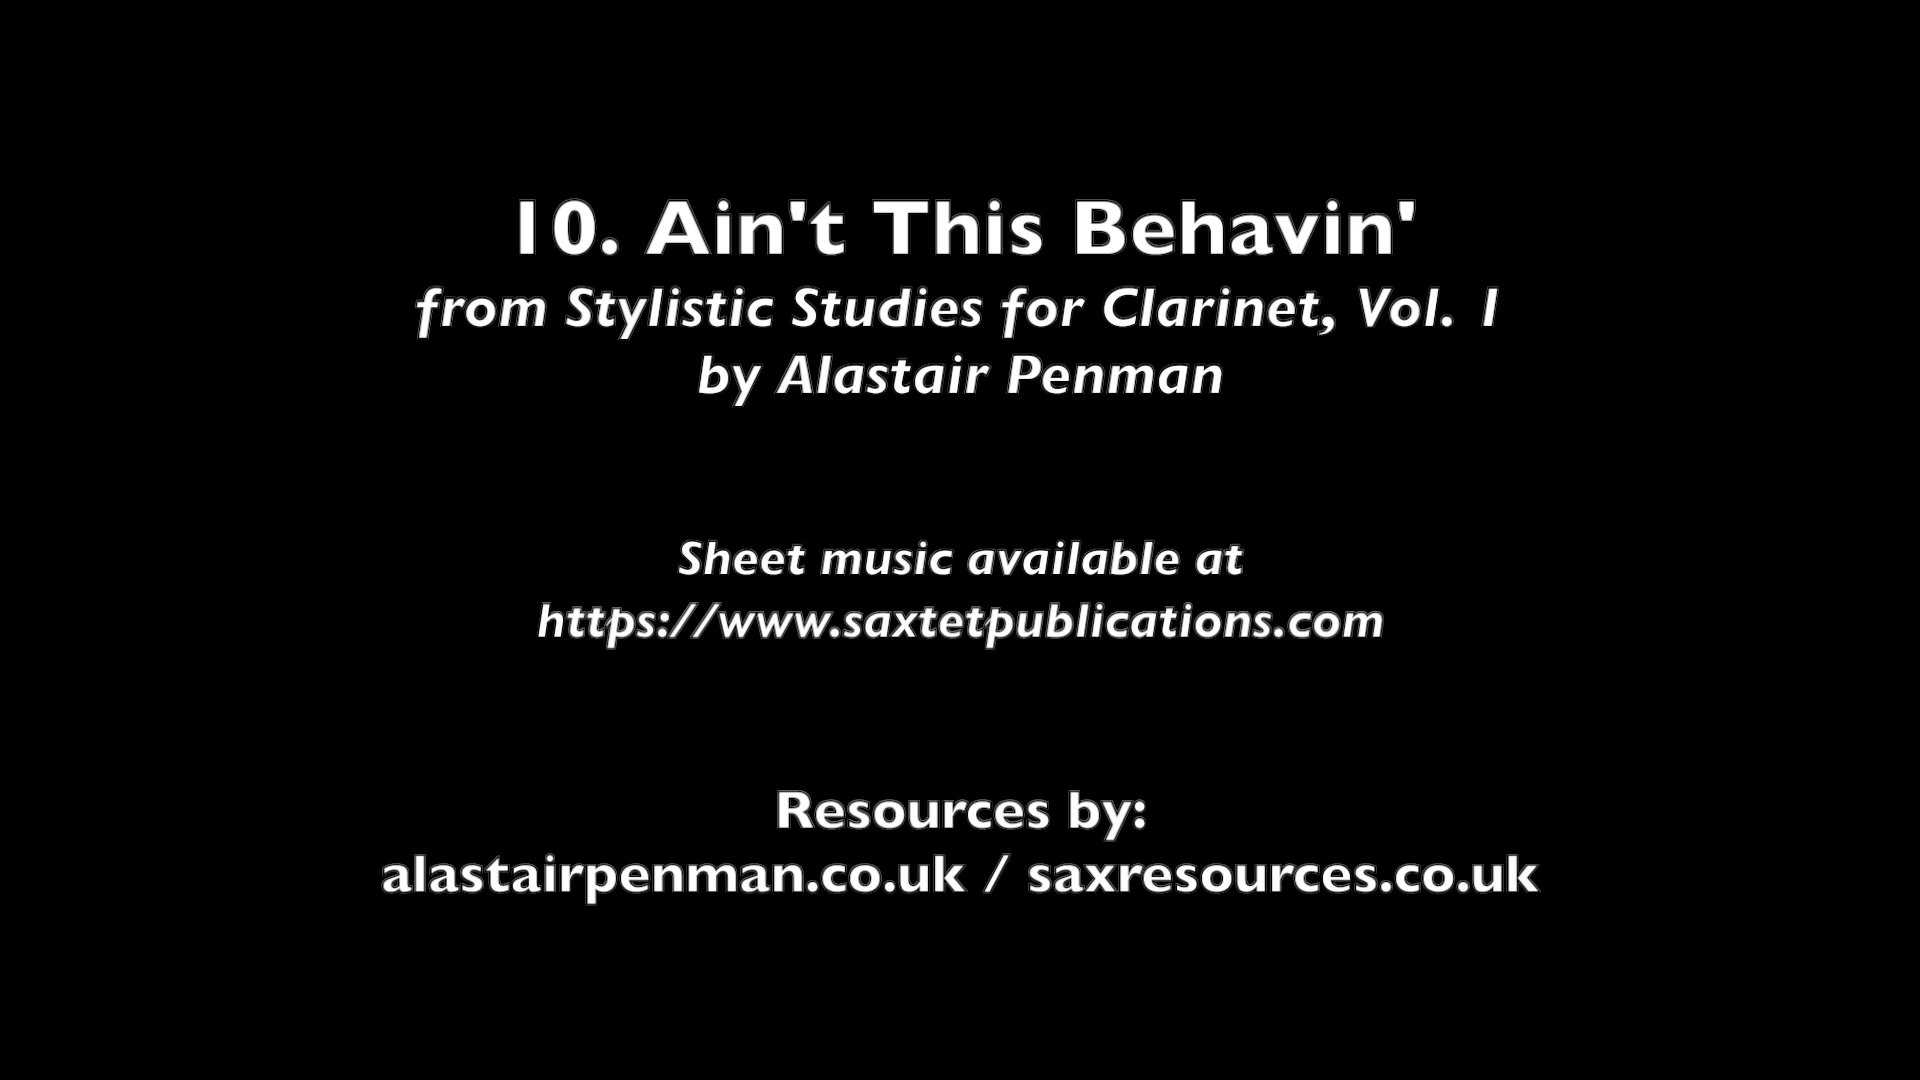 10. Ain't This Behavin'
from Stylistic Studies for Clarinet, Vol. 1
by Alastair Penman
Sheet music available at
https://www.saxtetpublications.com
Resources by:
alastairpenman.co.uk / saxresources.co.uk